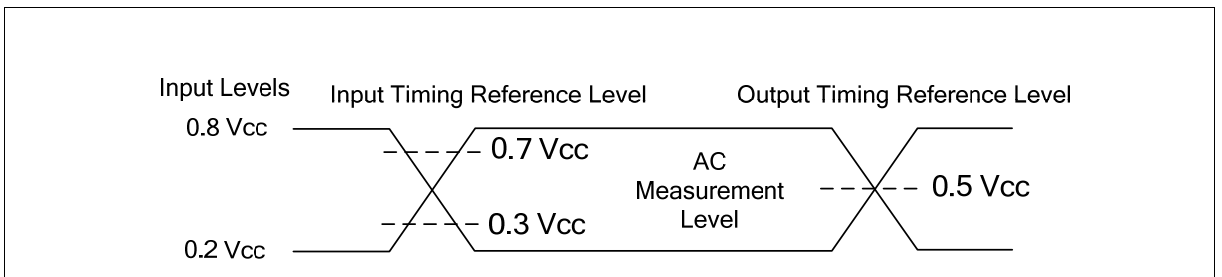 Input Levels
Input Timing Reference Level
Output Timing Reference Level
0.8 Vcc
0.7 Vcc
AC
Measurement
Level
0.5 Vcc
0.3 Vcc
0.2 Vcc